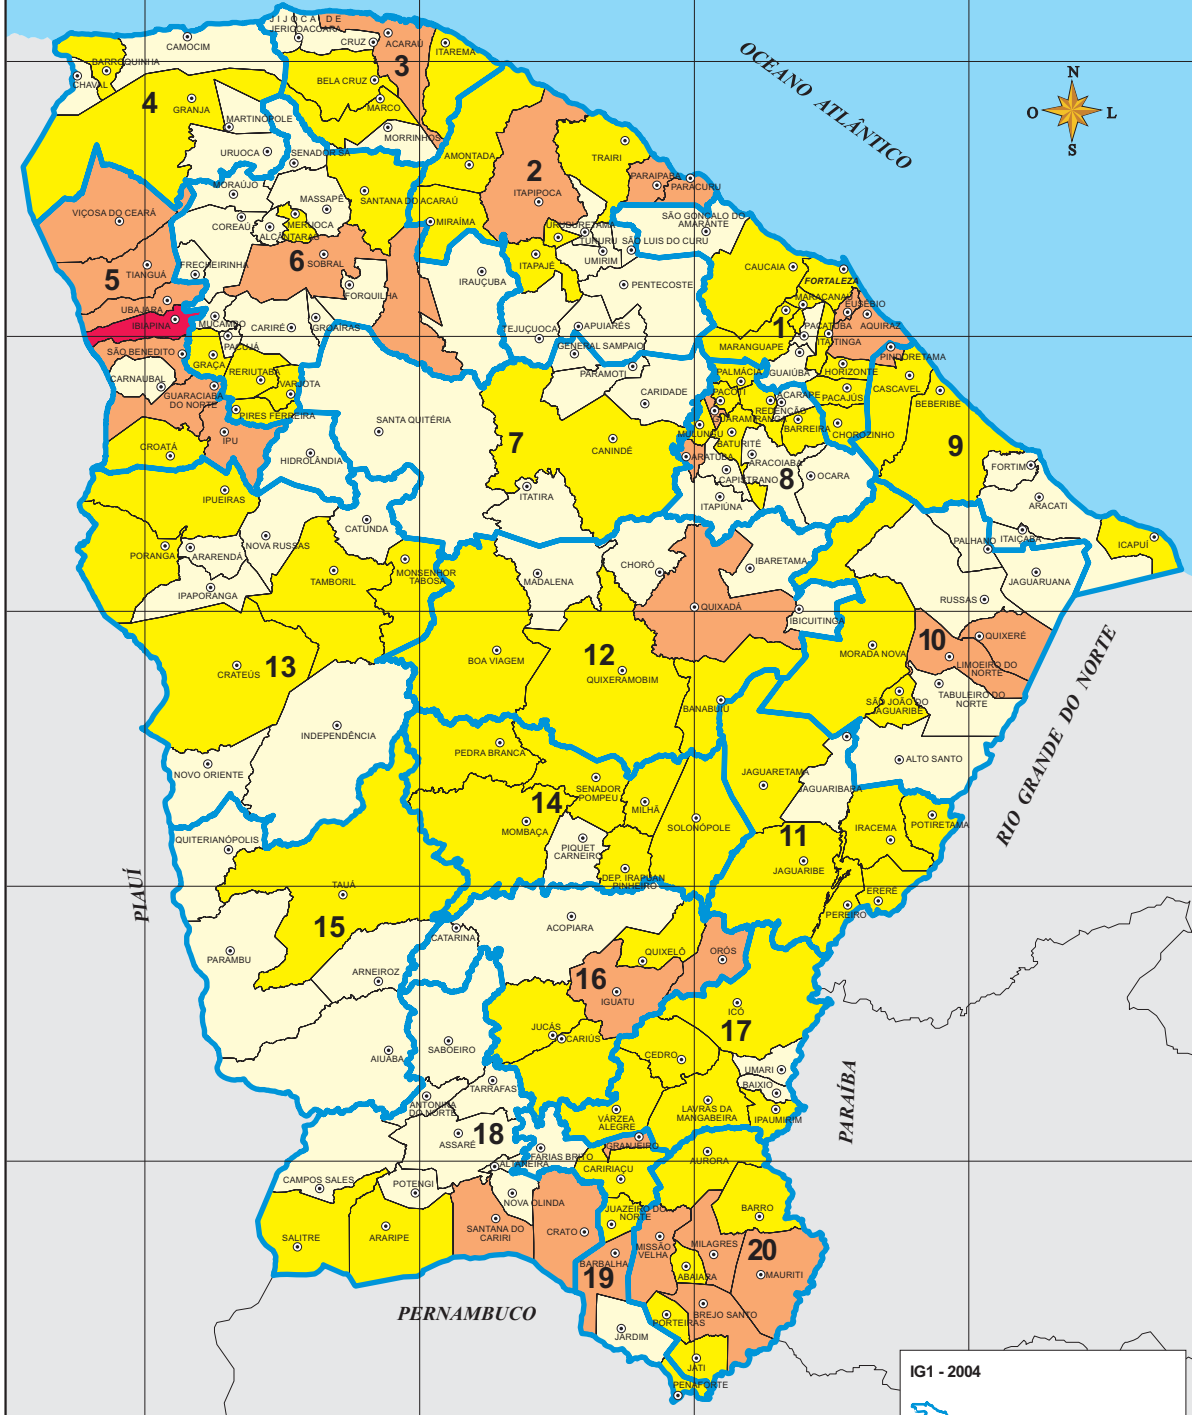 J I J O C A D E
JERICOACOARA
CAMOCIM
CRUZ
ACARAÚ
ITAREMA
OCEANO ATLÂNTICO
N
O
L
S
BARROQUINHA
CHAVAL
BELA CRUZ
3
4
GRANJA
MARCO
MARTINÓPOLE
MORRINHOS
URUOCA
SENADOR SÁ
AMONTADA
2
TRAIRI
ITAPIPOCA
PARAIPABA
PARACURU
MORAÚJO
MASSAPÊ
SANTANA DO ACARAÚ
VIÇOSA DO CEARÁ
COREAÚ
MERUOCA
ALCÂNTARAS
MIRAÍMA
URUBURETAMA
TURURU
SÃO GONÇALO DO
AMARANTE
SÃO LUIS DO CURU
UMIRIM
5
TIANGUÁ
FRECHEIRINHA
6
SOBRAL
FORQUILHA
IRAUÇUBA
ITAPAJÉ
PENTECOSTE
CAUCAIA
FORTALEZA
MARACANAÚ
EUSÉBIO
AQUIRAZ
UBAJARA
IBIAPINA
MUCAMBO
CARIRÉ
GROAÍRAS
PACUJÁ
TEJUÇUOCA
APUIARÉS
GENERAL SAMPAIO
1
PACATUBA
ITAITINGA
MARANGUAPE
GUAIÚBA
PINDORETAMA
HORIZONTE
SÃO BENEDITO
GRAÇA
RERIUTABA
VARJOTA
CARNAUBAL
GUARACIABA
DO NORTE
PIRES FERREIRA
PARAMOTI
CARIDADE
PALMÁCIA
PACOTI
ACARAPE
REDENÇÃO
GUARAMIRANGA
PACAJÚS
CASCAVEL
BEBERIBE
BARREIRA
CHOROZINHO
MULUNGU
BATURITÉ
ARATUBA
ARACOIABA
CAPISTRANO
8
OCARA
ITAPIÚNA
CROATÁ
IPU
SANTA QUITÉRIA
HIDROLÂNDIA
7
CANINDÉ
ITATIRA
9
FORTIM
ARACATI
IPUEIRAS
CATUNDA
NOVA RUSSAS
PORANGA
ARARENDÁ
TAMBORIL
MONSENHOR
TABOSA
IPAPORANGA
MADALENA
CHORÓ
IBARETAMA
ITAIÇABA
PALHANO
ICAPUÍ
JAGUARUANA
RUSSAS
QUIXADÁ
IBICUITINGA
CRATEÚS
13
BOA VIAGEM
12
QUIXERAMOBIM
MORADA NOVA
10
QUIXERÉ
LIMOEIRO DO
NORTE
TABULEIRO DO
NORTE
SÃO JOÃO DO
JAGUARIBE
BANABUIÚ
RIO GRANDE DO NORTE
INDEPENDÊNCIA
NOVO ORIENTE
PEDRA BRANCA
SENADOR
POMPEU
14
MOMBAÇA
MILHÃ
SOLONÓPOLE
JAGUARETAMA
JAGUARIBARA
ALTO SANTO
IRACEMA
POTIRETAMA
QUITERIANÓPOLIS
PIQUET
CARNEIRO
11
JAGUARIBE
DEP. IRAPUAN
PINHEIRO
ERERÊ
PEREIRO
PIAUÍ
TAUÁ
15
PARAMBU
ARNEIROZ
CATARINA
ACOPIARA
QUIXELÔ
ORÓS
16
IGUATU
ICÓ
17
AIUABA
SABOEIRO
JUCÁS
CARIÚS
CEDRO
UMARI
BAIXIO
IPAUMIRIM
PARAÍBA
TARRAFAS
ANTONINA
DO NORTE
LAVRAS DA
MANGABEIRA
VÁRZEA
ALEGRE
18
ASSARÉ
FARIAS BRITO
GRANJEIRO
AURORA
ALTANEIRA
CARIRIAÇU
CAMPOS SALES
POTENGI
NOVA OLINDA
JUAZEIRO DO
NORTE
BARRO
SALITRE
ARARIPE
SANTANA DO
CARIRI
CRATO
MISSÃO
VELHA
MILAGRES
20
BARBALHA
19
ABAIARA
MAURITI
PERNAMBUCO
BREJO SANTO
PORTEIRAS
JARDIM
JATI
PENAFORTE
IG1 - 2004